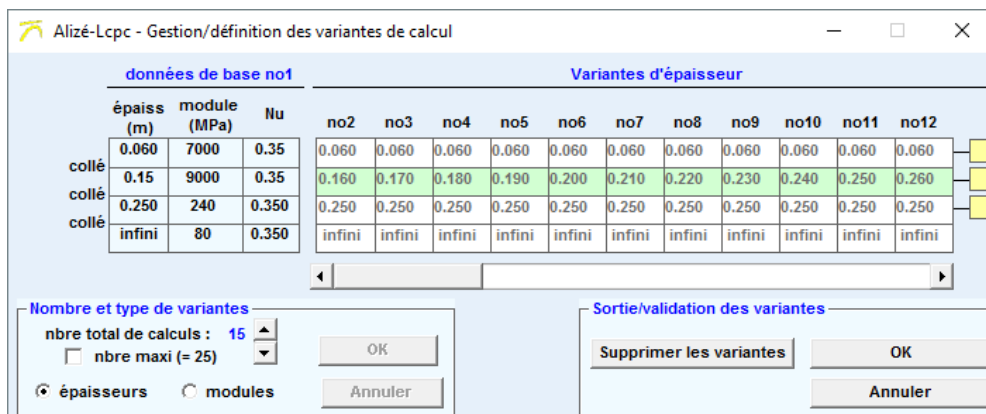 Alizé-Lcpc - Gestion/définition des variantes de calcul
données de base no1 Variantes d'épaisseur
épaiss (m) module (MPa) Nu no2 no3 no4 no5 no6 no7 no8 no9 no10 no11 no12
0.060 7000 0.35 0.060 0.060 0.060 0.060 0.060 0.060 0.060 0.060 0.060 0.060 0.060
collé
0.15 9000 0.35 0.160 0.170 0.180 0.190 0.200 0.210 0.220 0.230 0.240 0.250 0.260
collé
0.250 240 0.350 0.250 0.250 0.250 0.250 0.250 0.250 0.250 0.250 0.250 0.250 0.250
collé
infini 80 0.350 infini infini infini infini infini infini infini infini infini infini infini
Nombre et type de variantes Sortie/validation des variantes
nbre total de calculs : 15
nbre maxi (= 25) OK Supprimer les variantes OK
épaisseurs modules Annuler Annuler